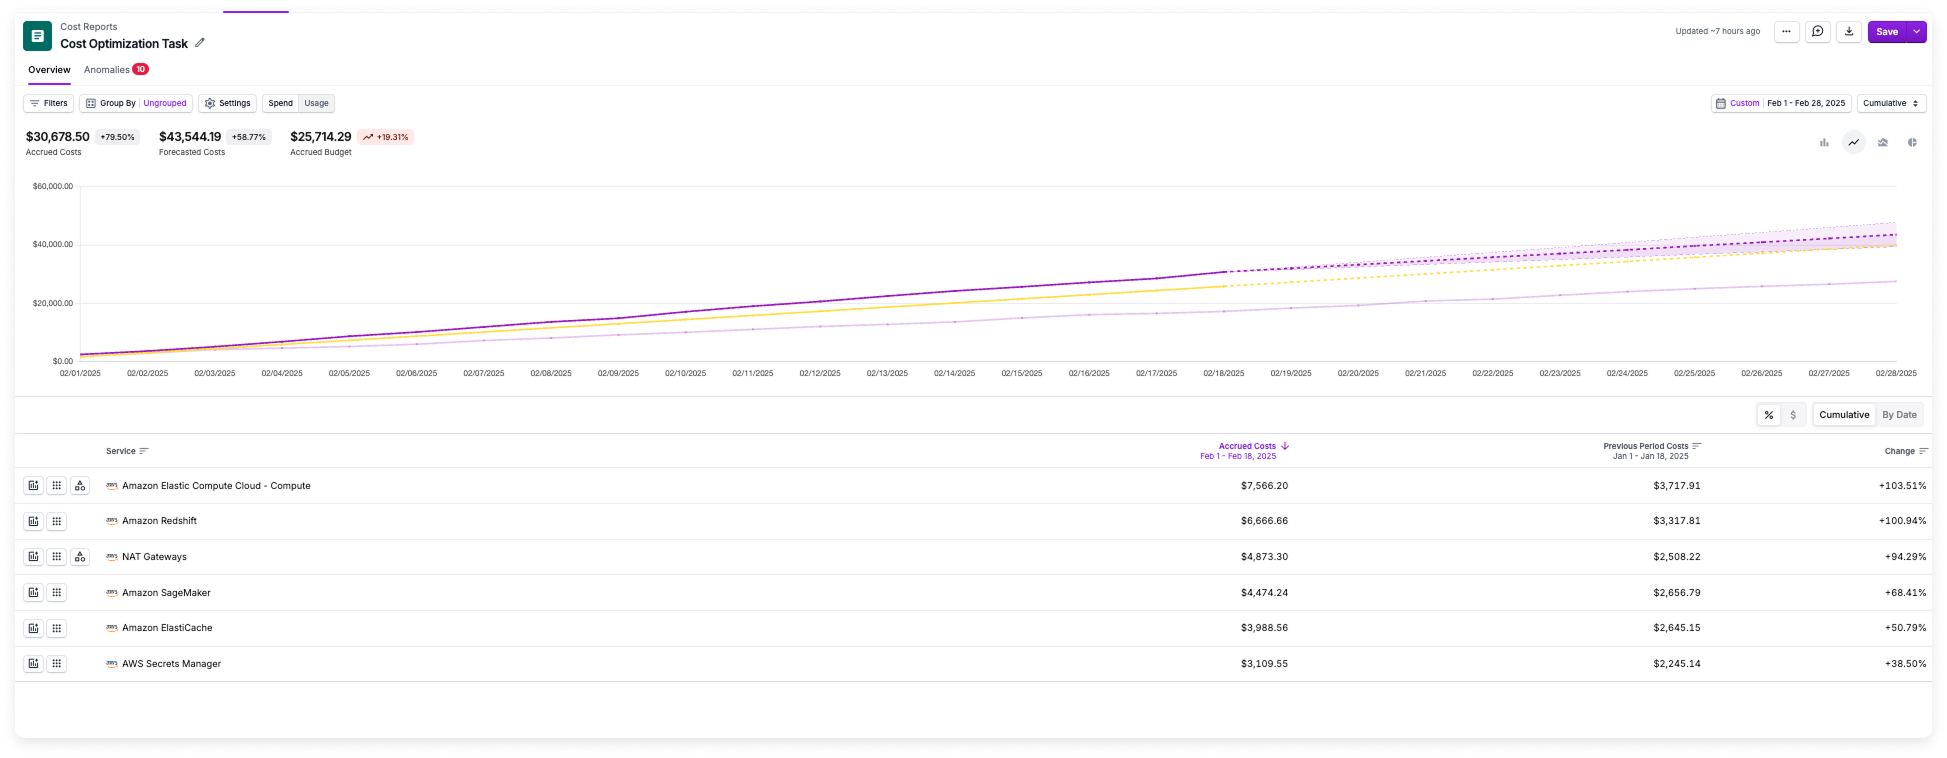 Cost Reports
Cost Optimization Task
Updated ~7 hours ago
Save
Overview Anomalies 10
Filters Group By Ungrouped Settings Spend Usage Custom Feb 1 - Feb 28, 2025 Cumulative
$30,678.50 +79.50% $43,544.19 +58.77% $25,714.29 +19.31%
Accrued Costs Forecasted Costs Accrued Budget
$60,000.00
$40,000.00
$20,000.00
$0.00
02/01/2025 02/02/2025 02/03/2025 02/04/2025 02/05/2025 02/06/2025 02/07/2025 02/08/2025 02/09/2025 02/10/2025 02/11/2025 02/12/2025 02/13/2025 02/14/2025 02/15/2025 02/16/2025 02/17/2025 02/18/2025 02/19/2025 02/20/2025 02/21/2025 02/22/2025 02/23/2025 02/24/2025 02/25/2025 02/26/2025 02/27/2025 02/28/2025
% $ Cumulative By Date
Service Accrued Costs Previous Period Costs Change
Feb 1 - Feb 18, 2025 Jan 1 - Jan 18, 2025
aws Amazon Elastic Compute Cloud - Compute $7,566.20 $3,717.91 +103.51%
aws Amazon Redshift $6,666.66 $3,317.81 +100.94%
aws NAT Gateways $4,873.30 $2,508.22 +94.29%
aws Amazon SageMaker $4,474.24 $2,656.79 +68.41%
aws Amazon ElastiCache $3,988.56 $2,645.15 +50.79%
aws AWS Secrets Manager $3,109.55 $2,245.14 +38.50%